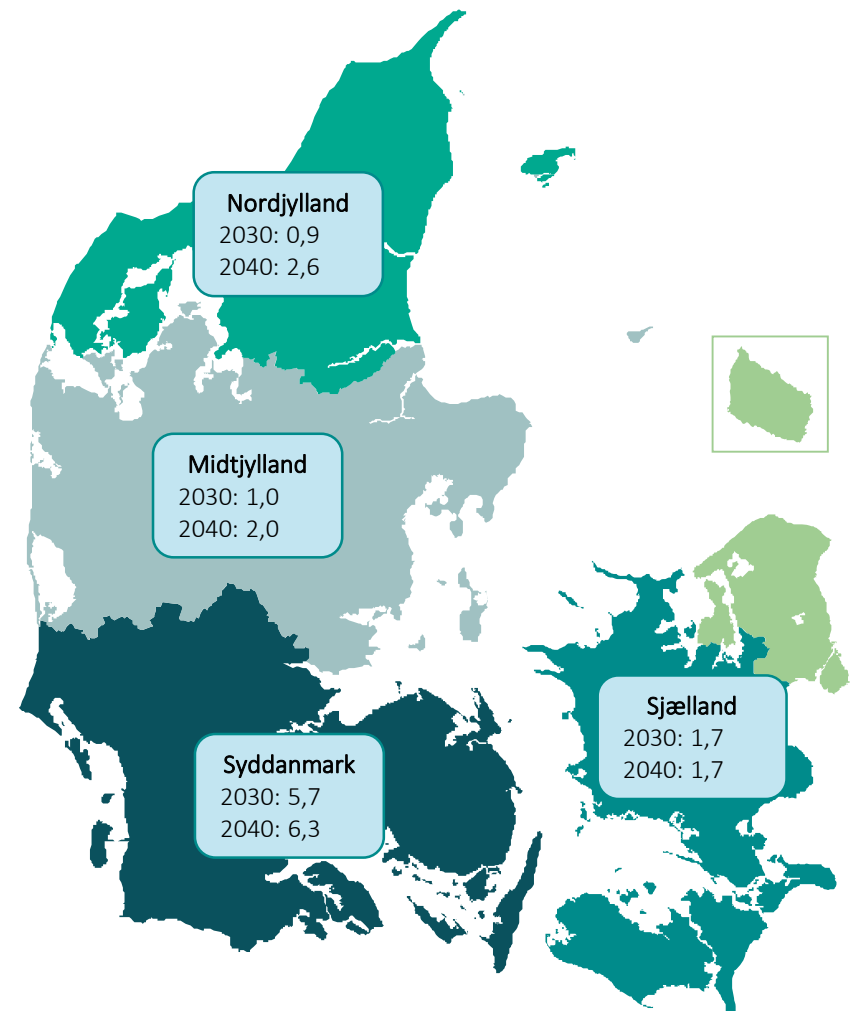 Nordjylland
2030: 0,9
2040: 2,6
Midtjylland
2030: 1,0
2040: 2,0
Sjælland
2030: 1,7
2040: 1,7
Syddanmark
2030: 5,7
2040: 6,3